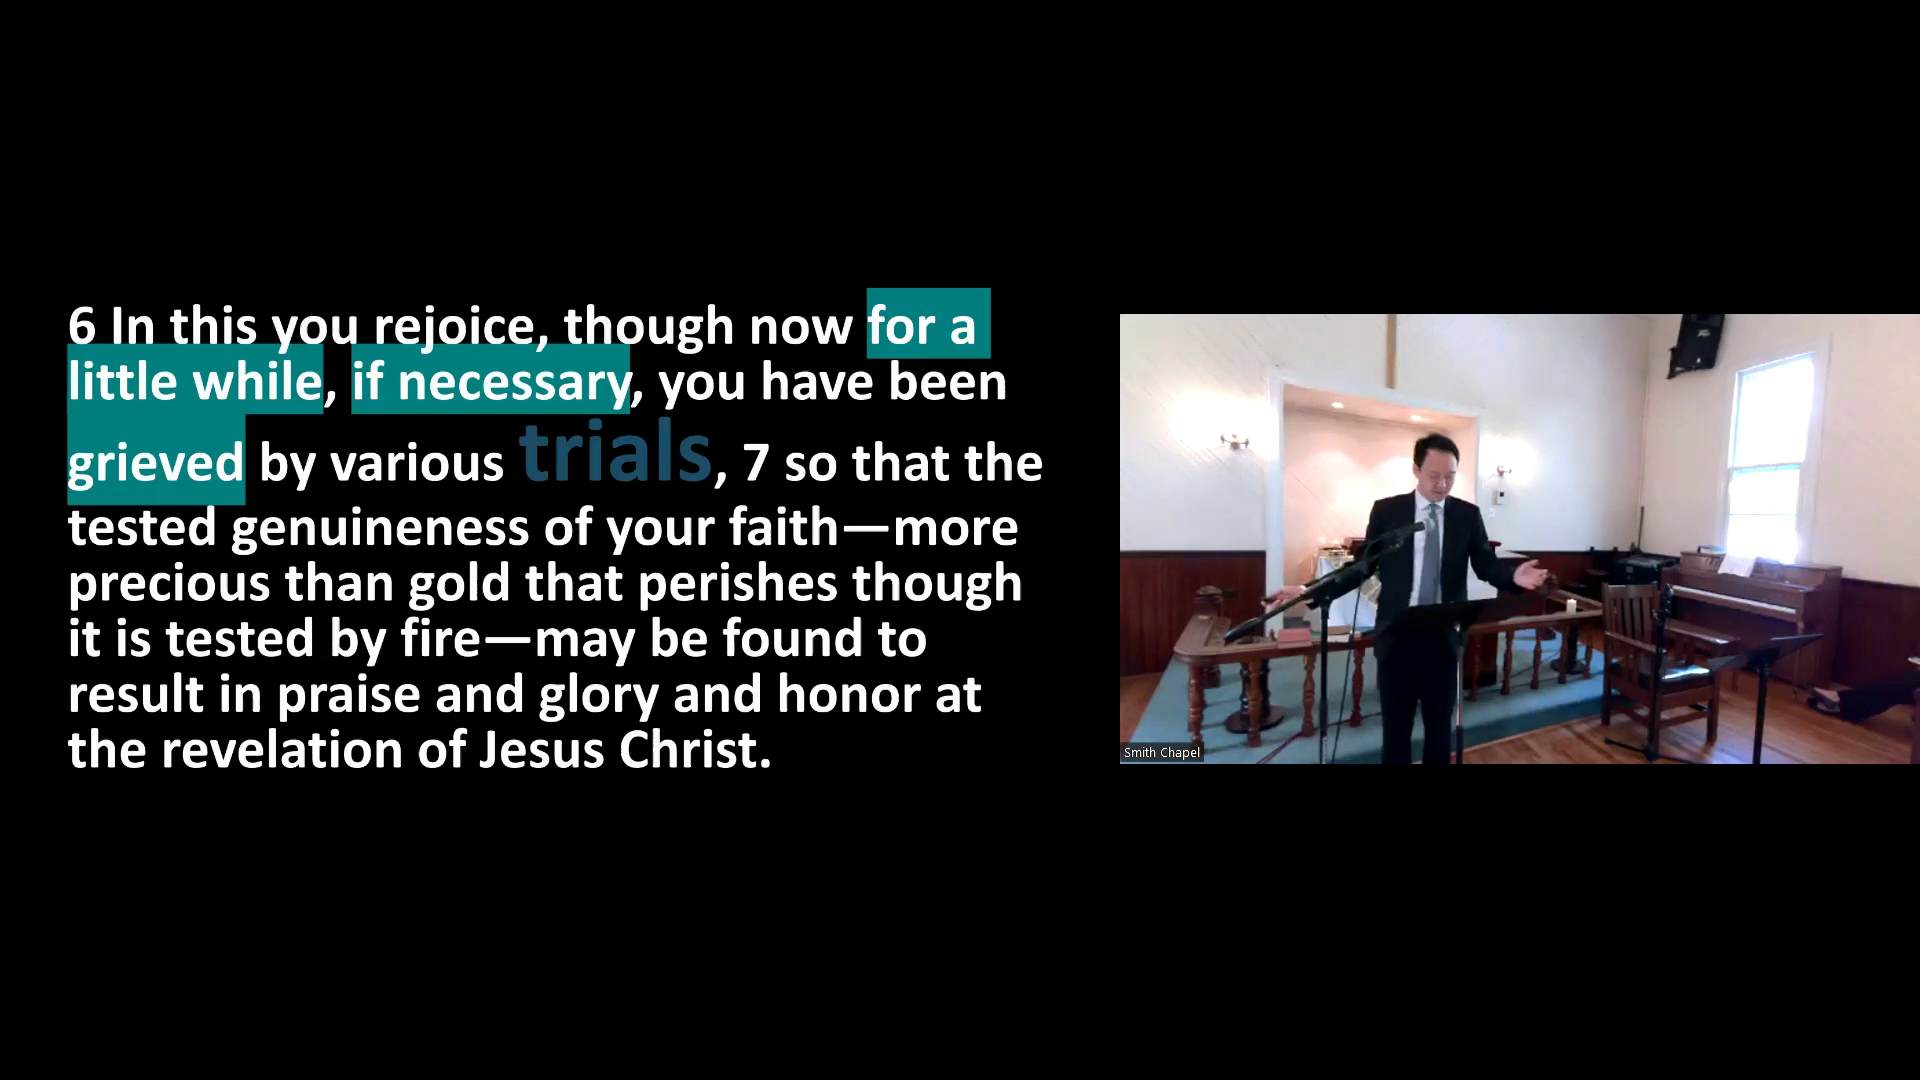 6 In this you rejoice, though now for a
little while, if necessary, you have been
grieved by various trials, 7 so that the
tested genuineness of your faith—more
precious than gold that perishes though
it is tested by fire—may be found to
result in praise and glory and honor at
the revelation of Jesus Christ.
Smith Chapel